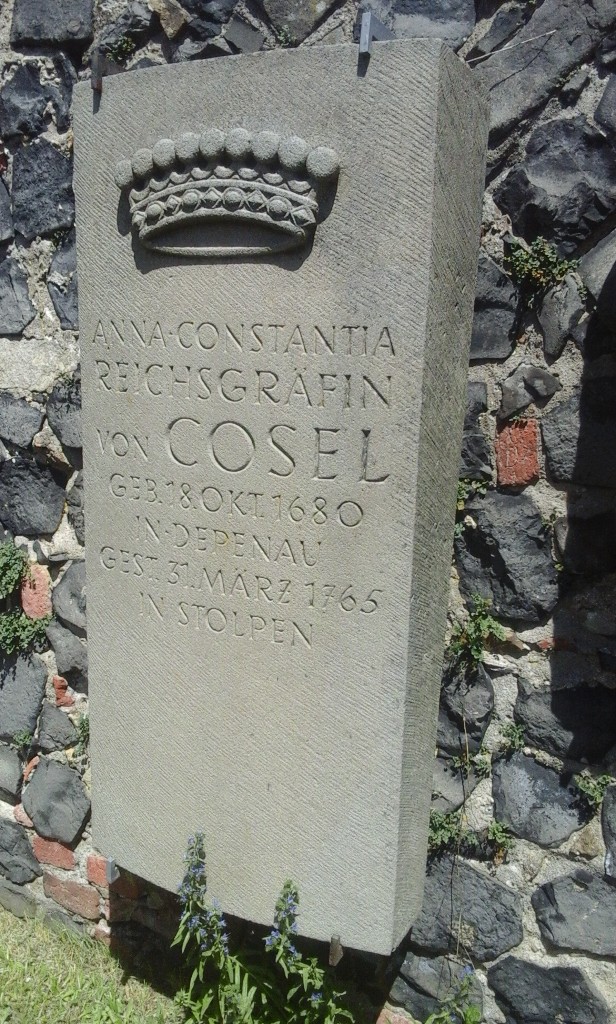 ANNA·CONSTANTIA
REICHSGRÄFIN
VON COSEL
GEB. 18. OKT. 1680
IN·DEPENAU
GEST. 31. MÄRZ 1765
IN STOLPEN